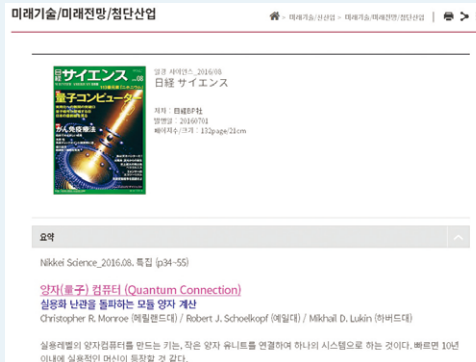 미래기술/미래전망/첨단산업
미래기술/신산업 > 미래기술/미래전망/첨단산업
일경 사이언스_2016/08
日経 サイエンス
저자 : 日経BP社
발행일 : 20160701
페이지수/크기 : 132page/28cm
日経サイエンス
量子コンピューター
がん免疫療法
요약
Nikkei Science_2016.08. 특집 (p34~55)
양자(量子) 컴퓨터 (Quantum Connection)
실용화 난관을 돌파하는 모듈 양자 계산
Christopher R. Monroe (메릴랜드대) / Robert J. Schoelkopf (예일대) / Mikhail D. Lukin (하버드대)
실용레벨의 양자컴퓨터를 만드는 키는, 작은 양자 유니트를 연결하여 하나의 시스템으로 하는 것이다. 빠르면 10년
이내에 실용적인 머신이 등장할 것 같다.